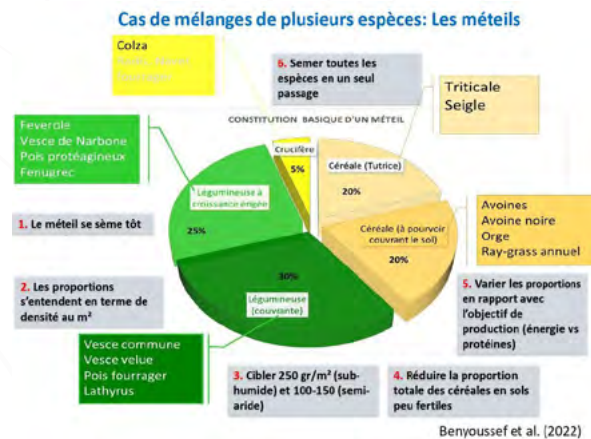 Cas de mélanges de plusieurs espèces: Les méteils
Colza
6. Semer toutes les
espèces en un seul
passage
Triticale
Seigle
CONSTITUTION BASIQUE D'UN MÉTEIL
Feverole
Vesce de Narbone
Pois protéagineux
Fenugrec
Crucifère
5%
Céréale (Tutrice)
20%
Légumineuse à
croissance érigée
25%
Avoines
Avoine noire
Orge
Ray-grass annuel
Céréale (à pourvoir
couvrant le sol)
20%
1. Le méteil se sème tôt
30%
Légumineuse
(couvrante)
2. Les proportions
s'entendent en terme de
densité au m²
5. Varier les proportions
en rapport avec
l'objectif de
production (énergie vs
protéines)
Vesce commune
Vesce velue
Pois fourrager
Lathyrus
3. Cibler 250 gr/m² (sub-
humide) et 100-150 (semi-
aride)
4. Réduire la proportion
totale des céréales en sols
peu fertiles
Benyoussef et al. (2022)